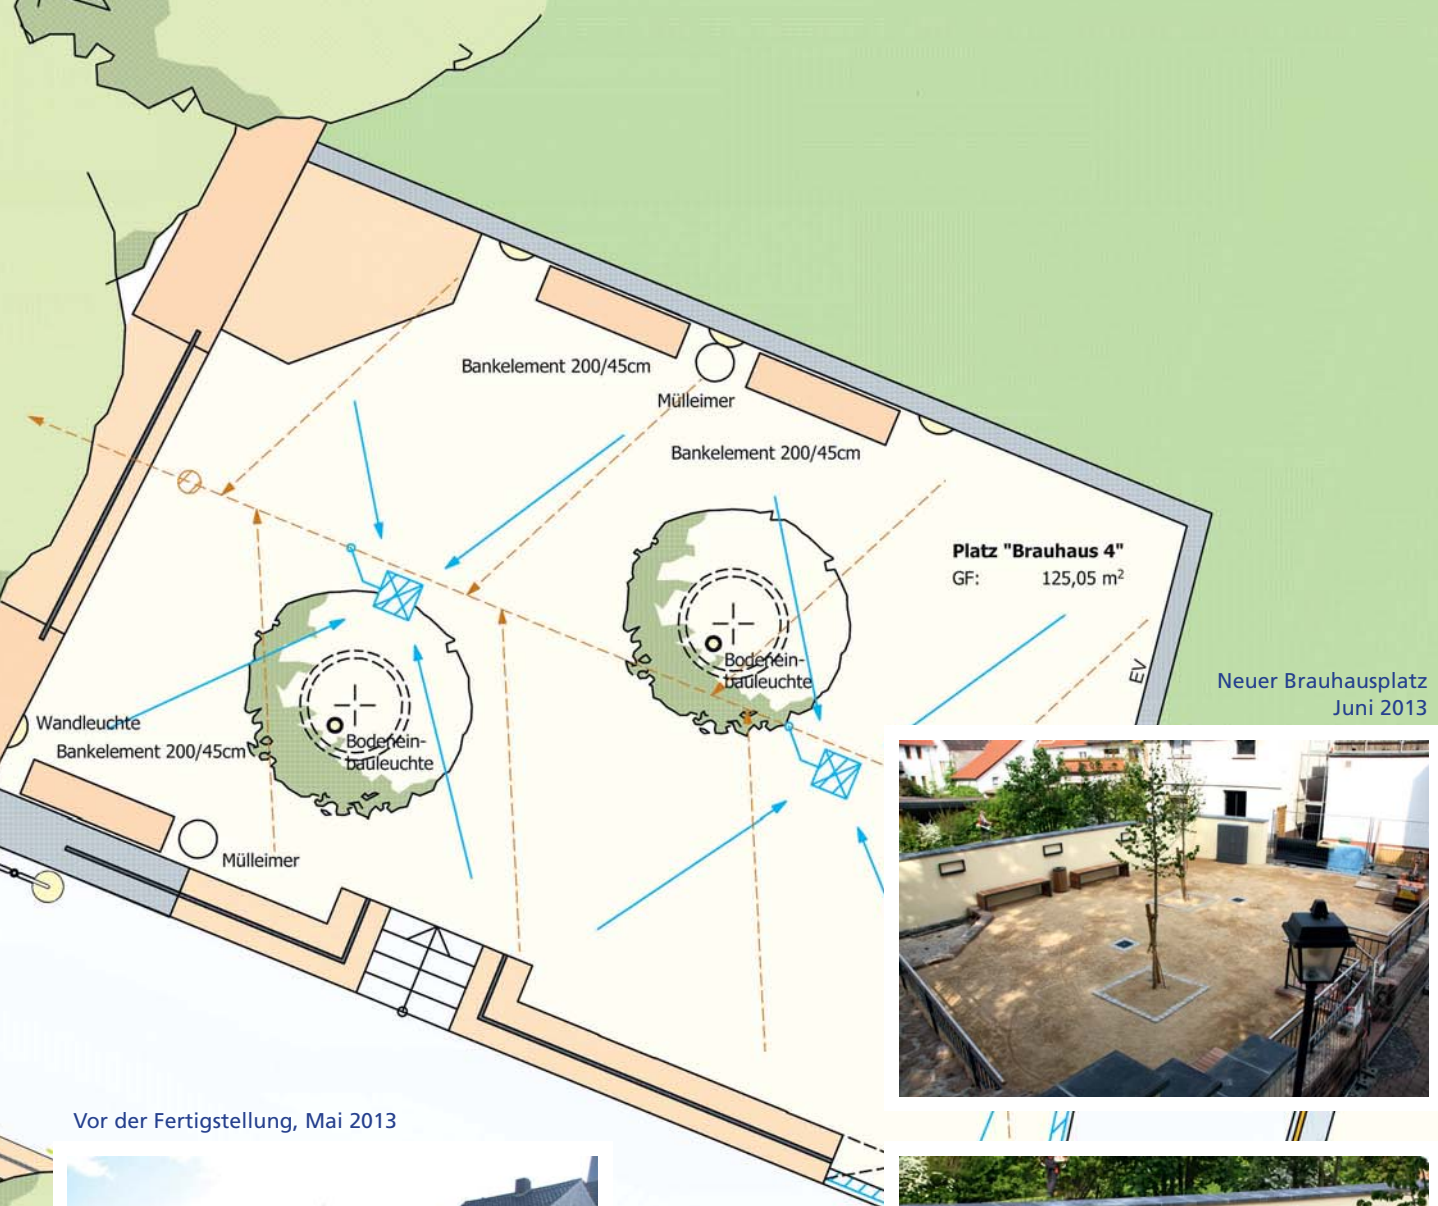 Bankelement 200/45cm
Mülleimer
Bankelement 200/45cm
Platz "Brauhaus 4"
GF: 125,05 m²
EV
Neuer Brauhausplatz
Juni 2013
Bodenein-
bauleuchte
Wandleuchte
Bankelement 200/45cm
Bodenein-
bauleuchte
Mülleimer
Vor der Fertigstellung, Mai 2013